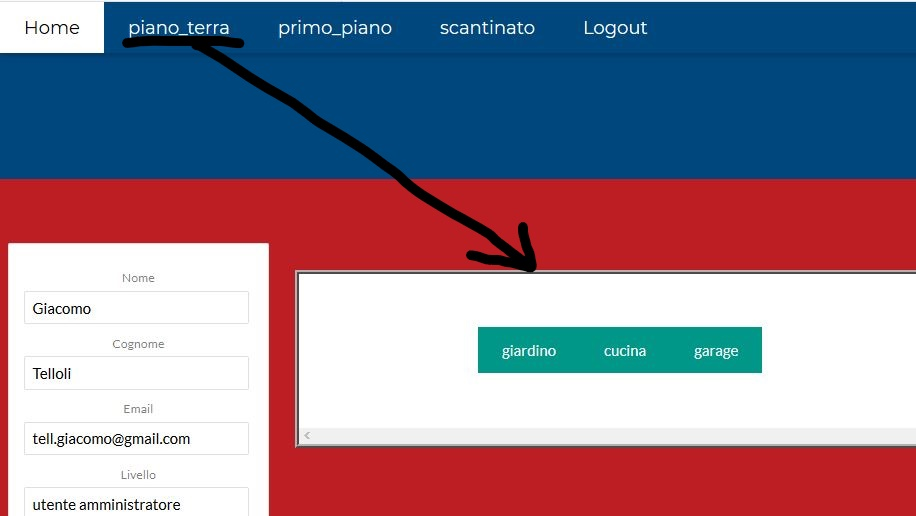 Home piano_terra primo_piano scantinato Logout
Nome
Giacomo
Cognome
Telloli
Email
tell.giacomo@gmail.com
Livello
utente amministratore
giardino cucina garage